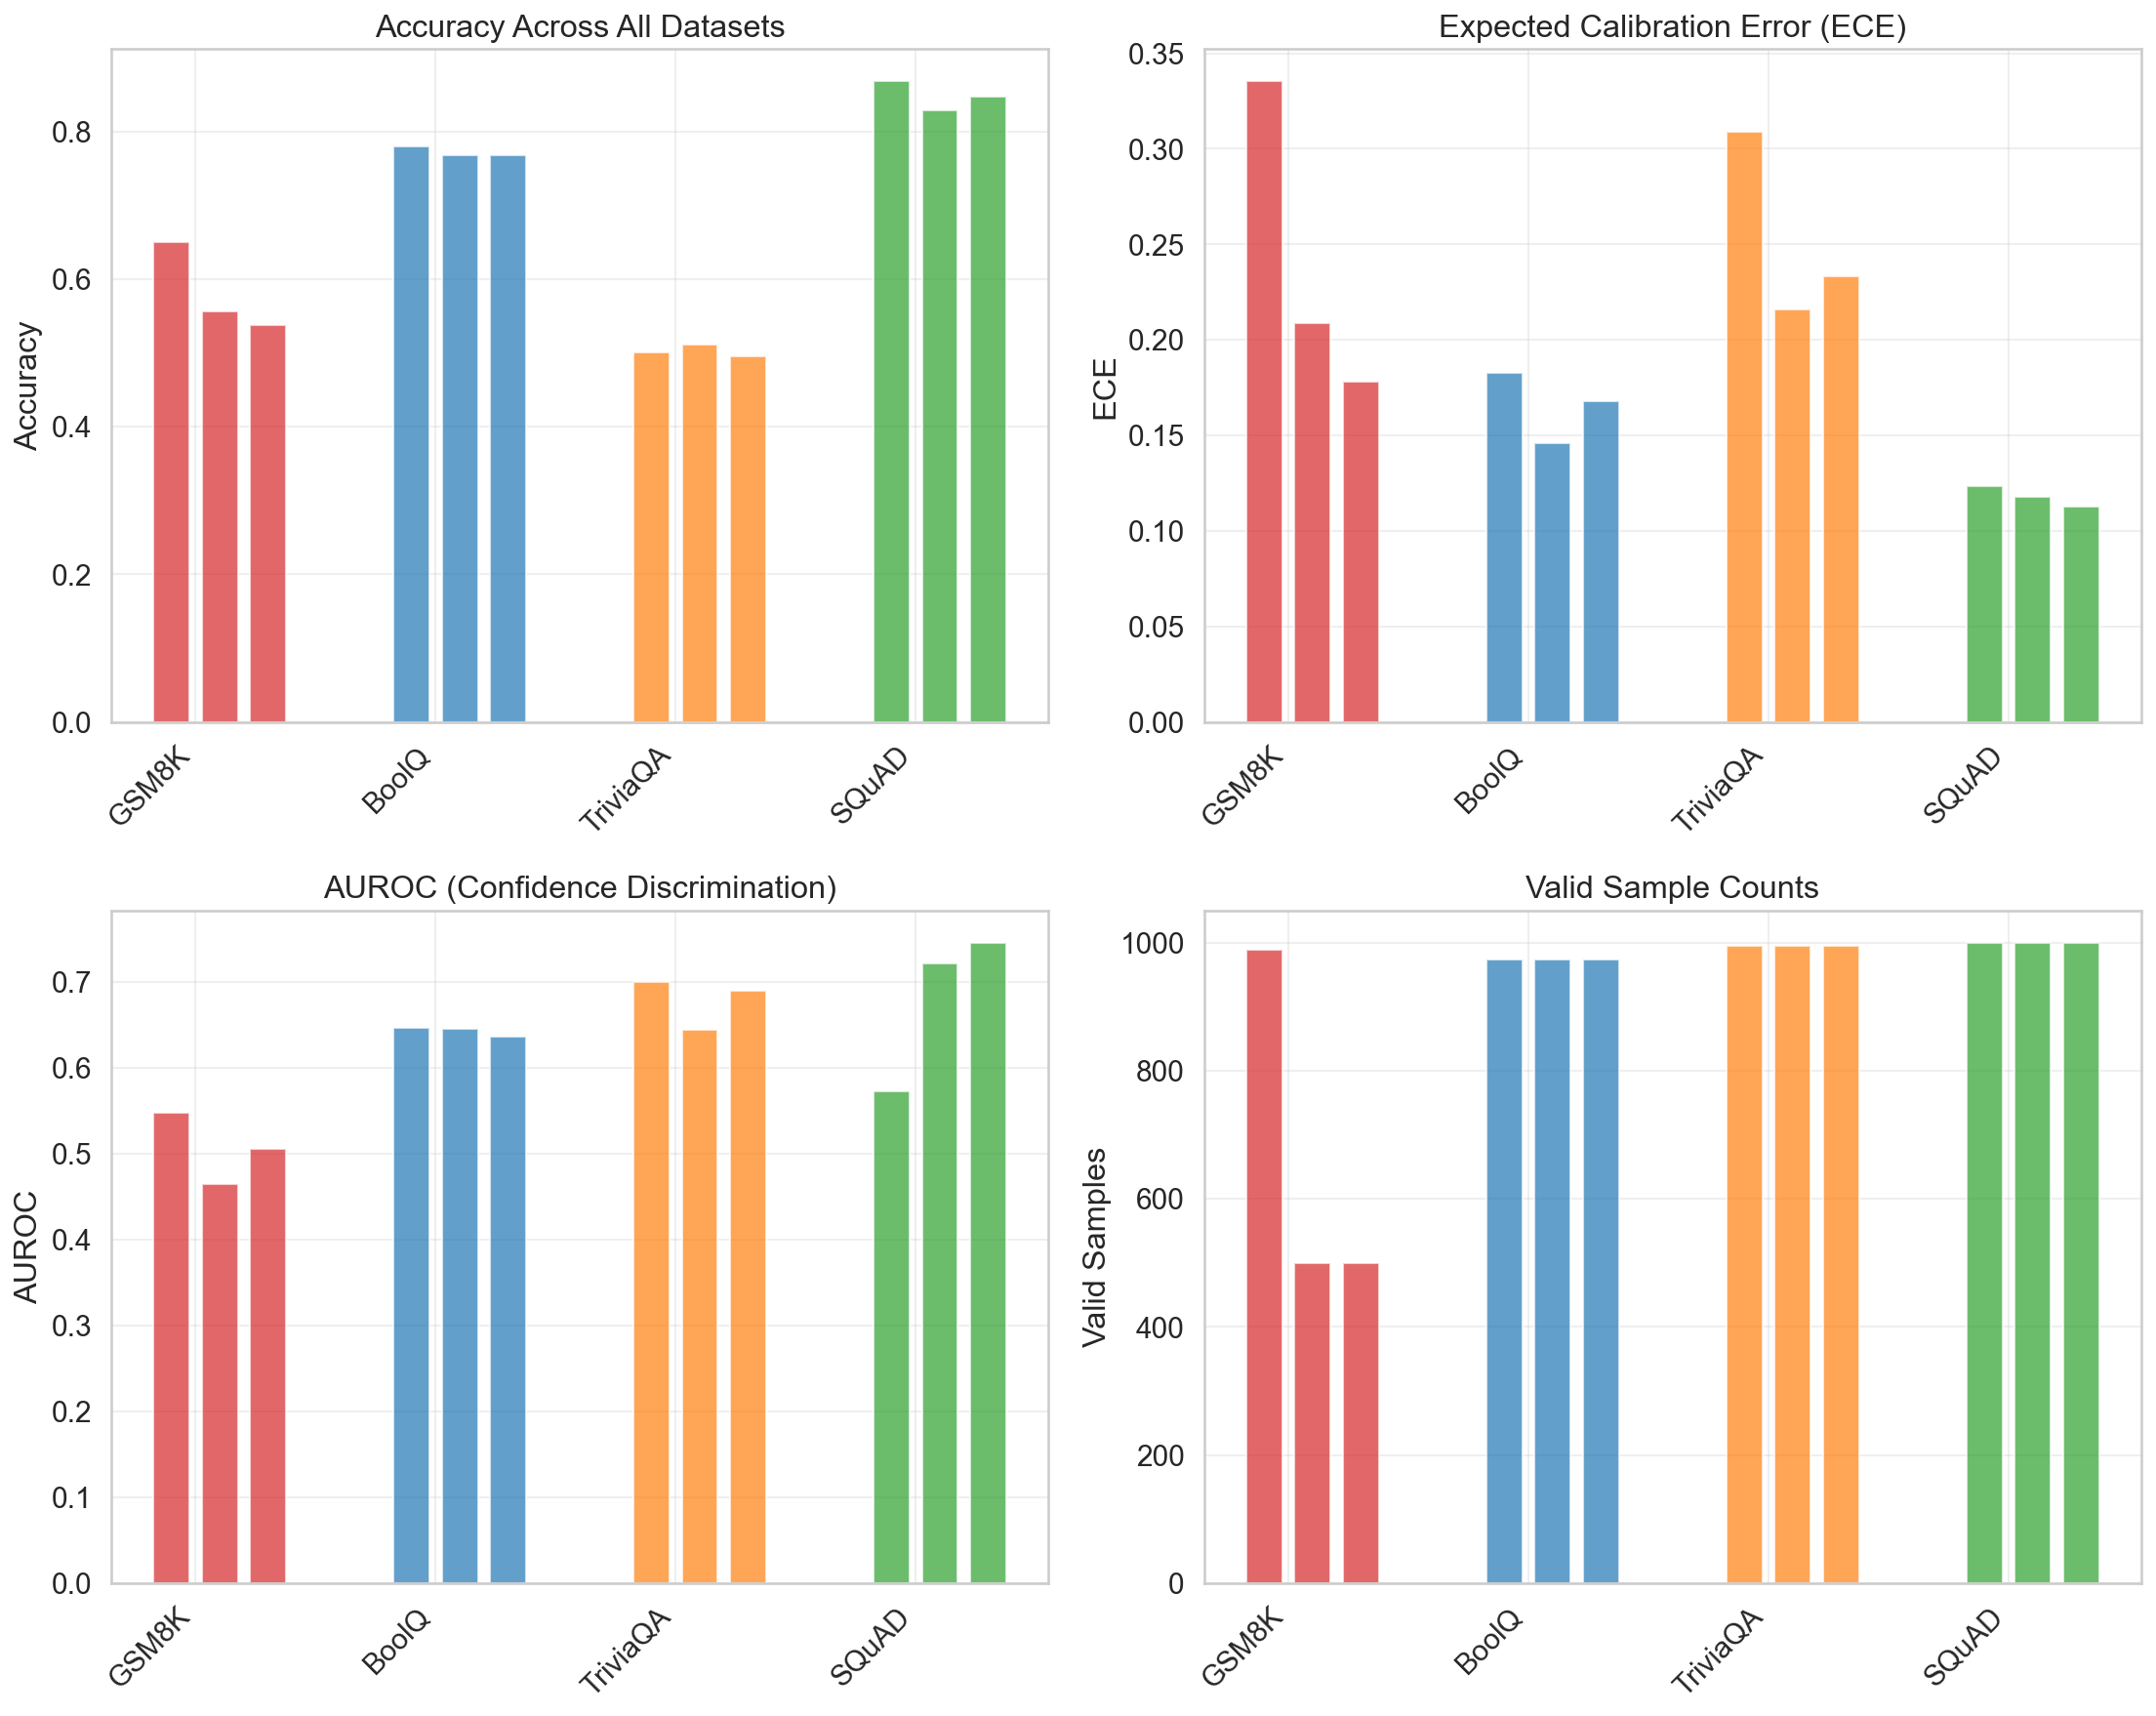 Accuracy Across All Datasets
Accuracy
0.8
0.6
0.4
0.2
0.0
GSM8K
BoolQ
TriviaQA
SQuAD
Expected Calibration Error (ECE)
ECE
0.35
0.30
0.25
0.20
0.15
0.10
0.05
0.00
GSM8K
BoolQ
TriviaQA
SQuAD
AUROC (Confidence Discrimination)
AUROC
0.7
0.6
0.5
0.4
0.3
0.2
0.1
0.0
GSM8K
BoolQ
TriviaQA
SQuAD
Valid Sample Counts
Valid Samples
1000
800
600
400
200
0
GSM8K
BoolQ
TriviaQA
SQuAD